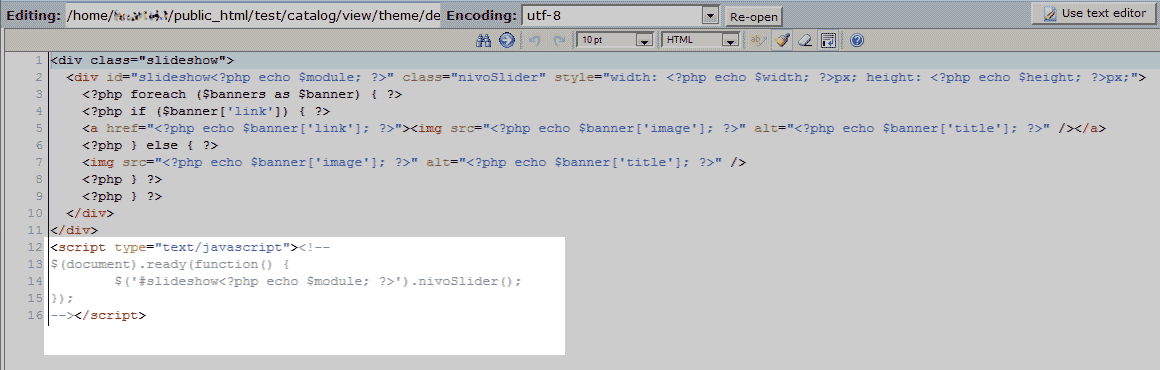 Editing: /home/ /public_html/test/catalog/view/theme/de Encoding: utf-8 Re-open Use text editor
10 pt HTML
1 <div class="slideshow">
2 <div id="slideshow<?php echo $module; ?>" class="nivoSlider" style="width: <?php echo $width; ?>px; height: <?php echo $height; ?>px;">
3 <?php foreach ($banners as $banner) { ?>
4 <?php if ($banner['link']) { ?>
5 <a href="<?php echo $banner['link']; ?>"><img src="<?php echo $banner['image']; ?>" alt="<?php echo $banner['title']; ?>" /></a>
6 <?php } else { ?>
7 <img src="<?php echo $banner['image']; ?>" alt="<?php echo $banner['title']; ?>" />
8 <?php } ?>
9 <?php } ?>
10 </div>
11 </div>
12 <script type="text/javascript"><!--
13 $(document).ready(function() {
14 $('#slideshow<?php echo $module; ?>').nivoSlider();
15 });
16 --></script>